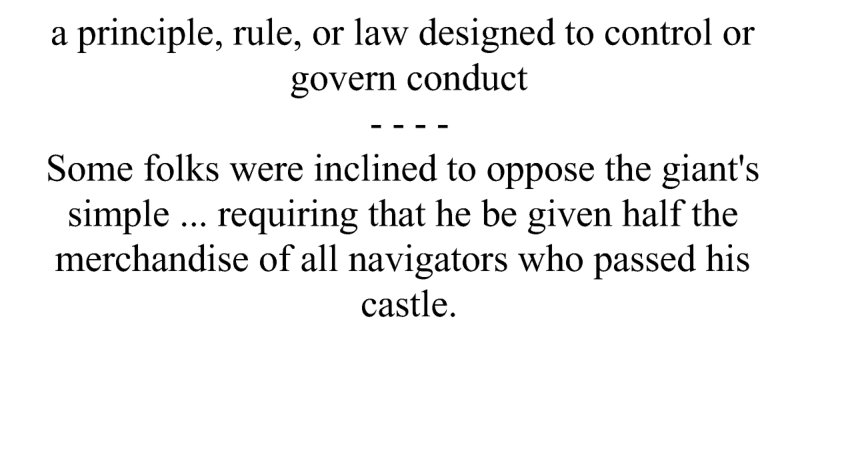 a principle, rule, or law designed to control or
govern conduct
- - - -
Some folks were inclined to oppose the giant's
simple ... requiring that he be given half the
merchandise of all navigators who passed his
castle.